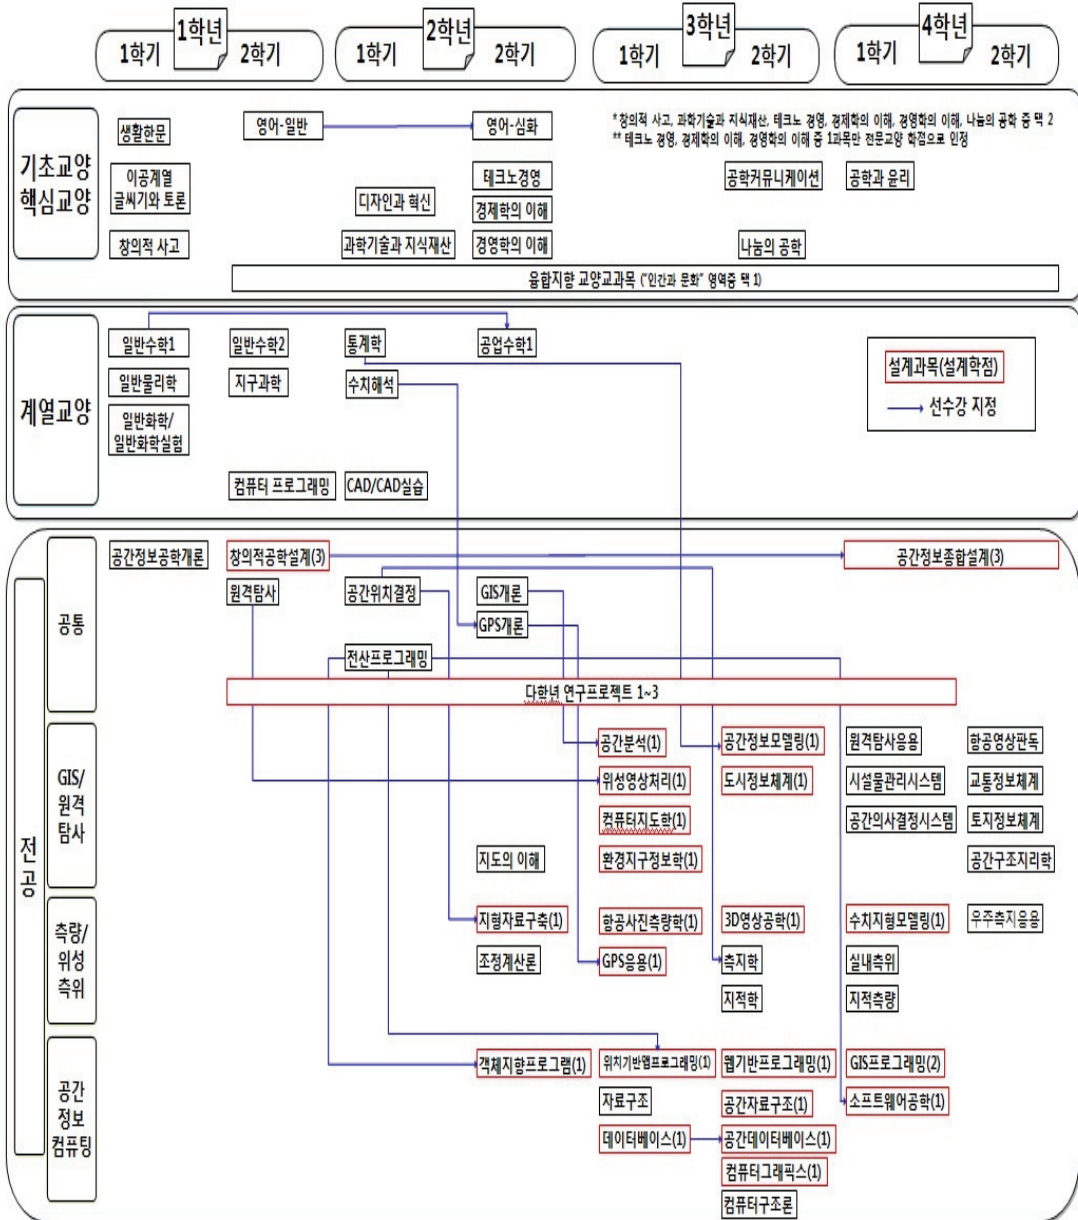 1학년
1학기
2학기
2학년
1학기
2학기
3학년
1학기
2학기
4학년
1학기
2학기
기초교양
핵심교양
생활한문
영어-일반
영어-심화
*창의적 사고, 과학기술과 지식재산, 테크노 경영, 경제학의 이해, 경영학의 이해, 나눔의 공학 중 택 2
** 테크노 경영, 경제학의 이해, 경영학의 이해 중 1과목만 전문교양 학점으로 인정
이공계열
글씨기와 토론
디자인과 혁신
테크노경영
경제학의 이해
공학커뮤니케이션
공학과 윤리
창의적 사고
과학기술과 지식재산
경영학의 이해
나눔의 공학
융합지향 교양교과목 ("인간과 문화" 영역중 택 1)
계열교양
일반수학1
일반수학2
통계학
공업수학1
일반물리학
지구과학
수치해석
일반화학/
일반화학실험
컴퓨터 프로그래밍
CAD/CAD실습
설계과목(설계학점)
선수강 지정
전공
공통
공간정보공학개론
창의적공학설계(3)
공간정보종합설계(3)
원격탐사
공간위치결정
GIS개론
GPS개론
전산프로그래밍
다학년 연구프로젝트 1~3
GIS/
원격
탐사
공간분석(1)
공간정보모델링(1)
원격탐사응용
항공영상판독
위성영상처리(1)
도시정보체계(1)
시설물관리시스템
교통정보체계
컴퓨터지도학(1)
공간의사결정시스템
토지정보체계
지도의 이해
환경지구정보학(1)
공간구조지리학
측량/
위성
측위
지형자료구축(1)
항공사진측량학(1)
3D영상공학(1)
수치지형모델링(1)
우주측지응용
조정계산론
GPS응용(1)
측지학
실내측위
지적학
지적측량
공간
정보
컴퓨팅
객체지향프로그램(1)
위치기반앱프로그래밍(1)
웹기반프로그래밍(1)
GIS프로그래밍(2)
자료구조
공간자료구조(1)
소프트웨어공학(1)
데이터베이스(1)
공간데이터베이스(1)
컴퓨터그래픽스(1)
컴퓨터구조론